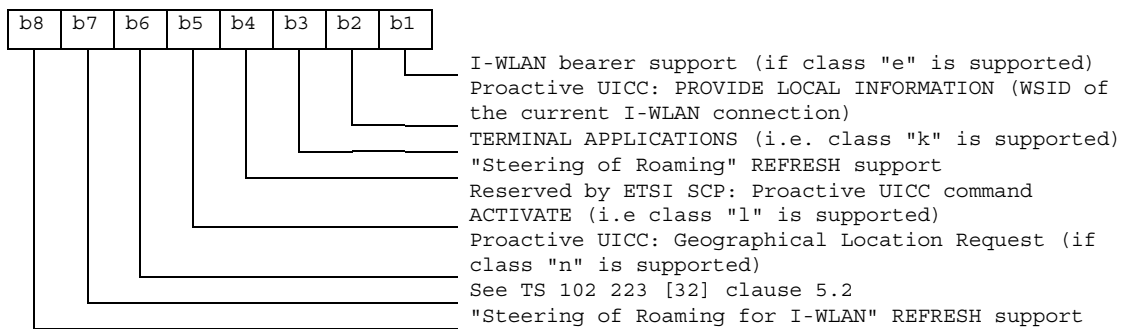 b8 b7 b6 b5 b4 b3 b2 b1
I-WLAN bearer support (if class "e" is supported)
Proactive UICC: PROVIDE LOCAL INFORMATION (WSID of
the current I-WLAN connection)
TERMINAL APPLICATIONS (i.e. class "k" is supported)
"Steering of Roaming" REFRESH support
Reserved by ETSI SCP: Proactive UICC command
ACTIVATE (i.e class "l" is supported)
Proactive UICC: Geographical Location Request (if
class "n" is supported)
See TS 102 223 [32] clause 5.2
"Steering of Roaming for I-WLAN" REFRESH support